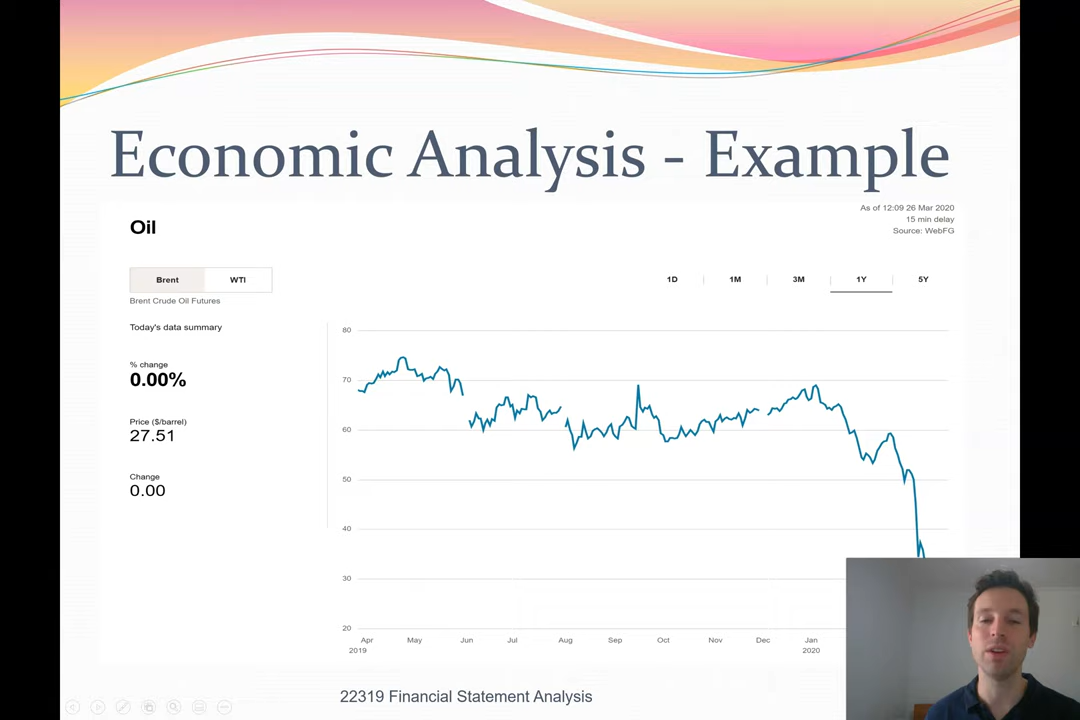 Economic Analysis - Example
As of 12:09 26 Mar 2020
15 min delay
Source: WebFG
Oil
Brent WTI
1D 1M 3M 1Y 5Y
Brent Crude Oil Futures
Today's data summary
% change
0.00%
Price ($/barrel)
27.51
Change
0.00
80
70
60
50
40
30
20
Apr May Jun Jul Aug Sep Oct Nov Dec Jan
2019 2020
22319 Financial Statement Analysis